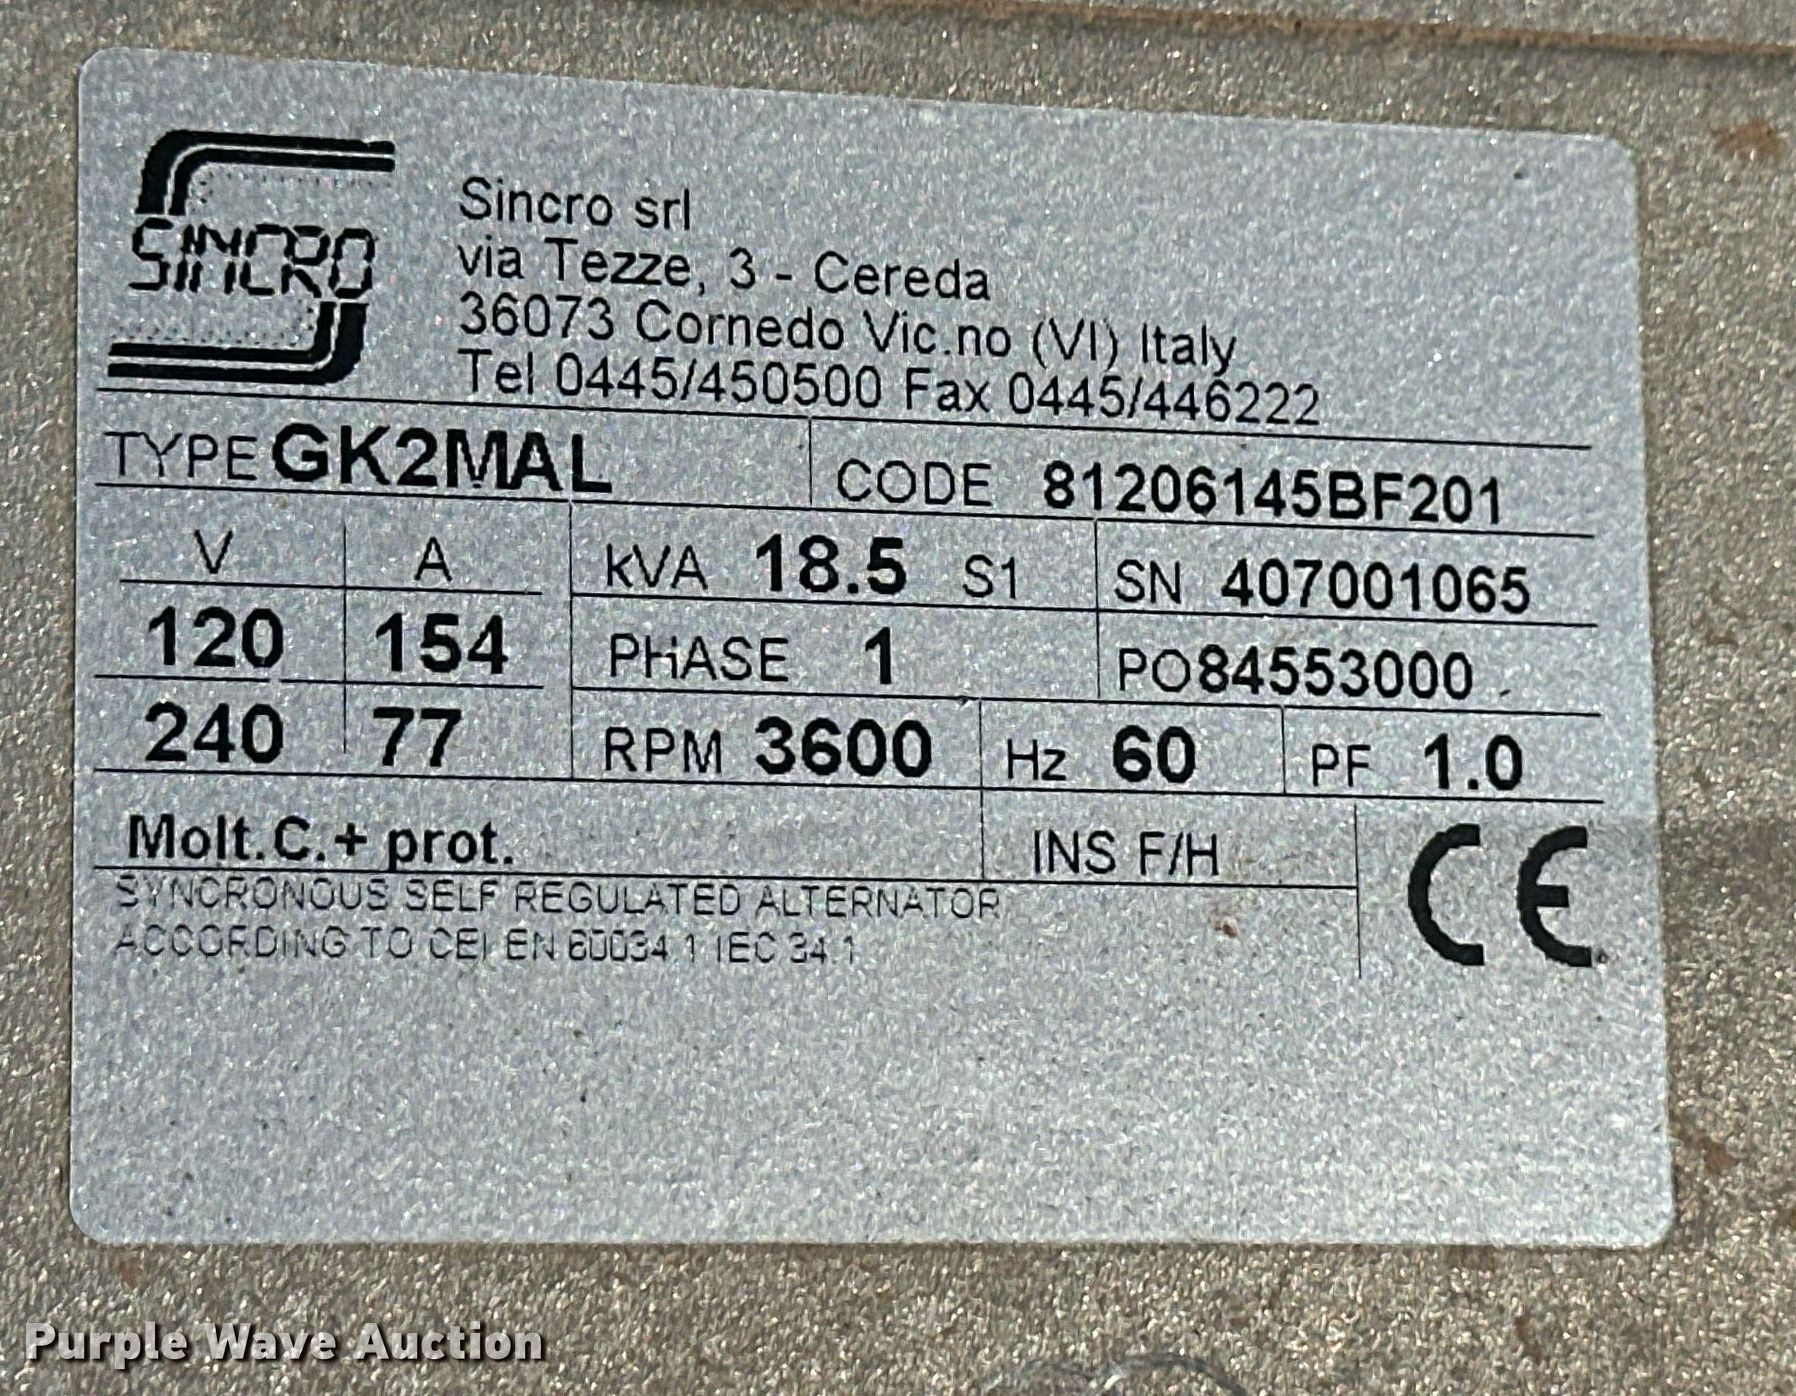 SINCRO
Sincro srl
via Tezze, 3 - Cereda
36073 Cornedo Vic.no (VI) Italy
Tel 0445/450500 Fax 0445/446222
TYPE GK2MAL CODE 81206145BF201
V A kVA 18.5 S1 SN 407001065
120 154 PHASE 1 PO84553000
240 77 RPM 3600 Hz 60 PF 1.0
Molt.C.+ prot. INS F/H CE
SYNCRONOUS SELF REGULATED ALTERNATOR
ACCORDING TO CEI EN 60034 1 IEC 34 1
Purple Wave Auction